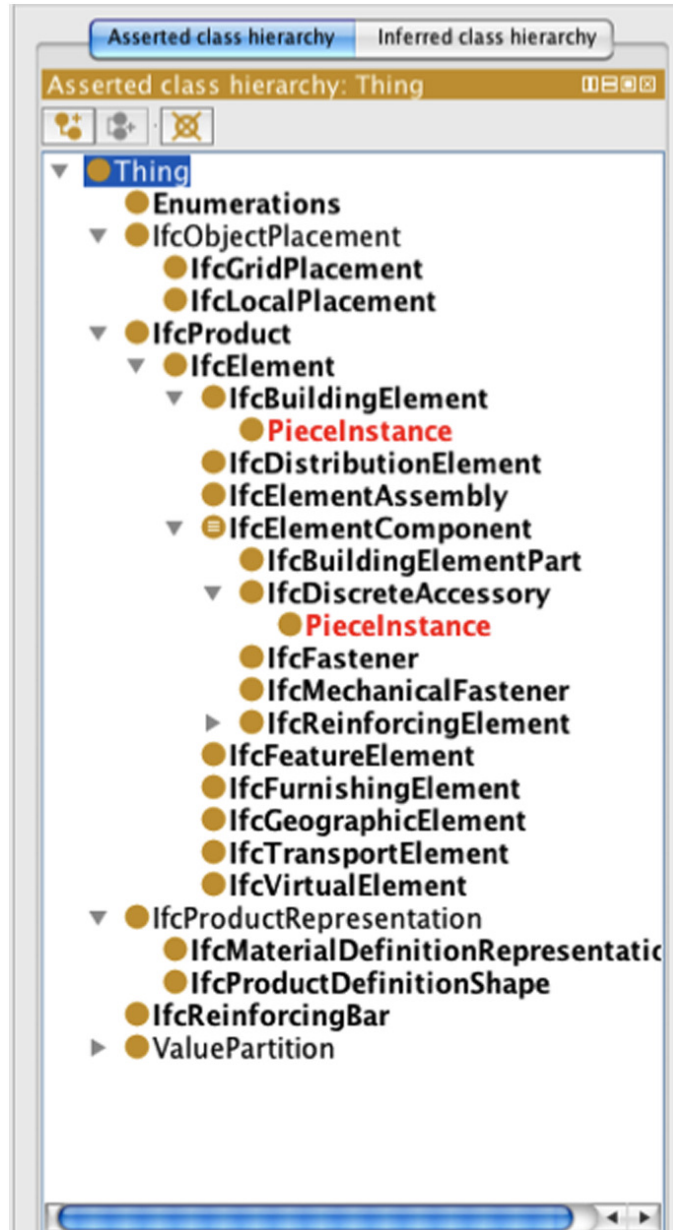 Asserted class hierarchy Inferred class hierarchy
Asserted class hierarchy: Thing
Thing
Enumerations
IfcObjectPlacement
IfcGridPlacement
IfcLocalPlacement
IfcProduct
IfcElement
IfcBuildingElement
PieceInstance
IfcDistributionElement
IfcElementAssembly
IfcElementComponent
IfcBuildingElementPart
IfcDiscreteAccessory
PieceInstance
IfcFastener
IfcMechanicalFastener
IfcReinforcingElement
IfcFeatureElement
IfcFurnishingElement
IfcGeographicElement
IfcTransportElement
IfcVirtualElement
IfcProductRepresentation
IfcMaterialDefinitionRepresentatic
IfcProductDefinitionShape
IfcReinforcingBar
ValuePartition